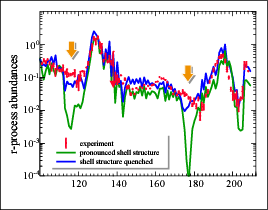 r-process abundances
10⁰
10⁻¹
10⁻²
10⁻³
10⁻⁴
experiment
pronounced shell structure
shell structure quenched
120 140 160 180 200